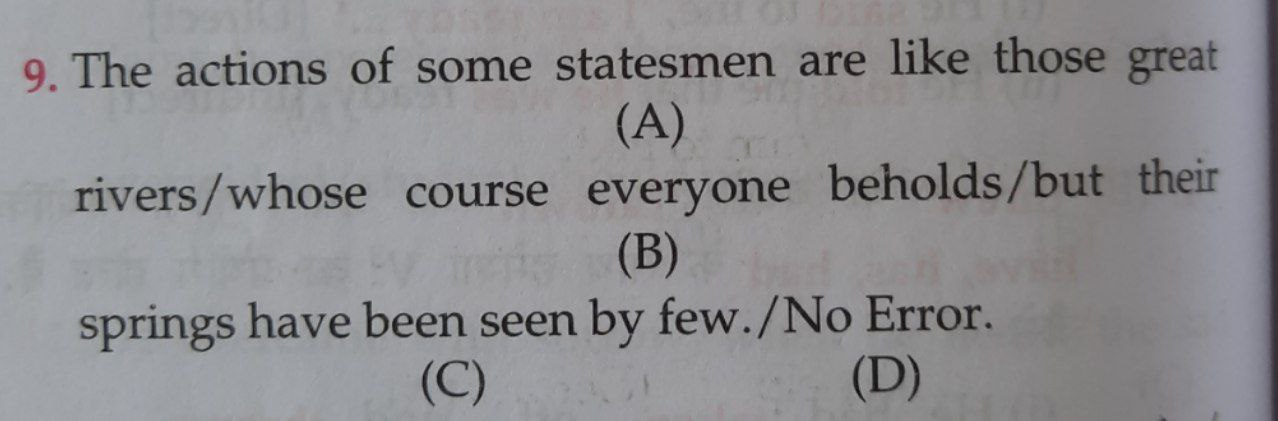 9. The actions of some statesmen are like those great
(A)
rivers/whose course everyone beholds/but their
(B)
springs have been seen by few./No Error.
(C) (D)